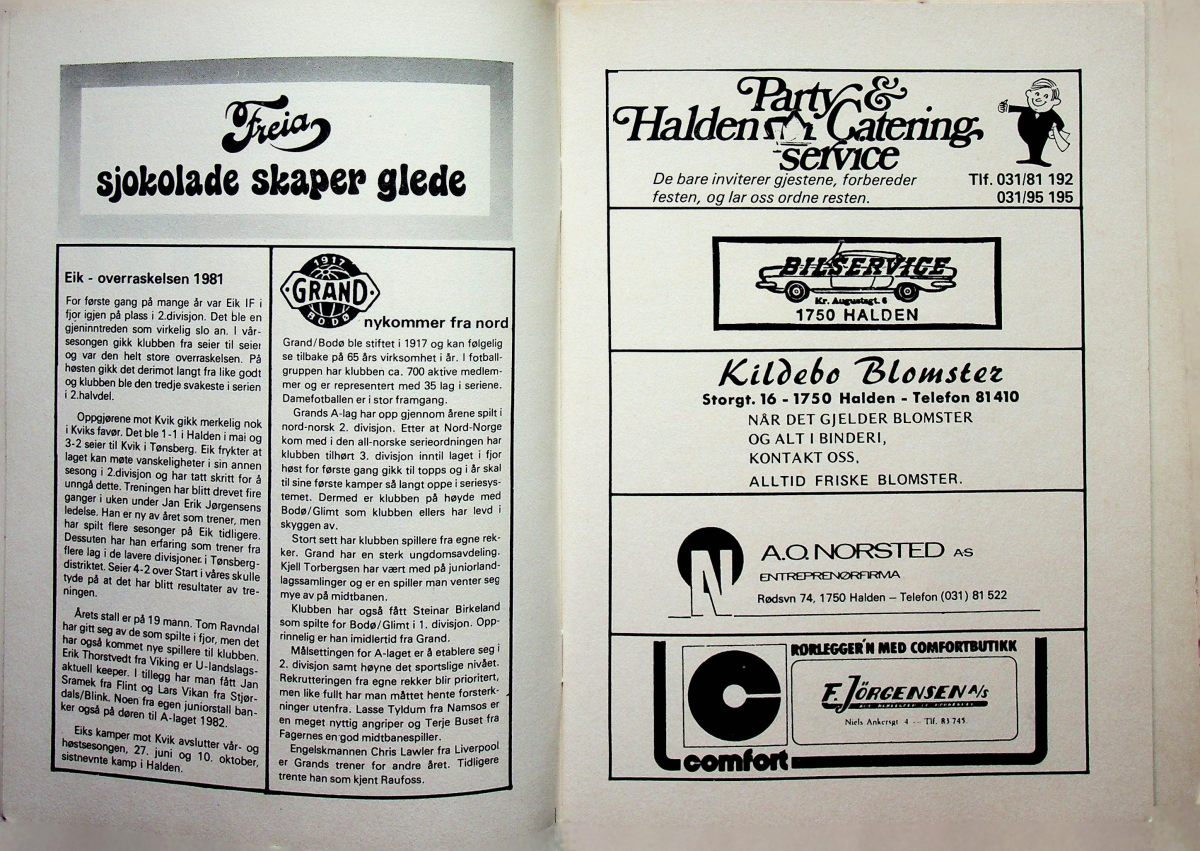 Freia
sjokolade skaper glede
Eik - overraskelsen 1981
For første gang på mange år var Eik IF i
fjor igjen på plass i 2.divisjon. Det ble en
gjeninntreden som virkelig slo an. I vår-
sesongen gikk klubben fra seier til seier
og var den helt store overraskelsen. På
høsten gikk det derimot langt fra like godt
og klubben ble den tredje svakeste i serien
i 2.halvdel.
Oppgjørene mot Kvik gikk merkelig nok
i Kviks favør. Det ble 1-1 i Halden i mai og
3-2 seier til Kvik i Tønsberg. Eik frykter at
laget kan møte vanskeligheter i sin annen
sesong i 2.divisjon og har tatt skritt for å
unngå dette. Treningen har blitt drevet fire
ganger i uken under Jan Erik Jørgensens
ledelse. Han er ny av året som trener, men
har spilt flere sesonger på Eik tidligere.
Dessuten har han erfaring som trener fra
flere lag i de lavere divisjoner i Tønsberg-
distriktet. Seier 4-2 over Start i våres skulle
tyde på at det har blitt resultater av tre-
ningen.
Årets stall er på 19 mann. Tom Ravndal
har gitt seg av de som spilte i fjor, men det
har også kommet nye spillere til klubben.
Erik Thorstvedt fra Viking er U-landslags-
aktuell keeper. I tillegg har man fått Jan
Sramek fra Flint og Lars Vikan fra Stjør-
dals/Blink. Noen fra egen juniorstall ban-
ker også på døren til A-laget 1982.
Eiks kamper mot Kvik avslutter vår- og
høstsesongen, 27. juni og 10. oktober,
sistnevnte kamp i Halden.
1917
GRAND
BODØ
nykommer fra nord
Grand/Bodø ble stiftet i 1917 og kan følgelig
se tilbake på 65 års virksomhet i år. I fotball-
gruppen har klubben ca. 700 aktive medlem-
mer og er representert med 35 lag i seriene.
Damefotballen er i stor framgang.
Grands A-lag har opp gjennom årene spilt i
nord-norsk 2. divisjon. Etter at Nord-Norge
kom med i den all-norske serieordningen har
klubben tilhørt 3. divisjon inntil laget i fjor
høst for første gang gikk til topps og i år skal
til sine første kamper så langt oppe i seriesys-
temet. Dermed er klubben på høyde med
Bodø/Glimt som klubben ellers har levd i
skyggen av.
Stort sett har klubben spillere fra egne rek-
ker. Grand har en sterk ungdomsavdeling.
Kjell Torbergsen har vært med på juniorland-
lagssamlinger og er en spiller man venter seg
mye av på midtbanen.
Klubben har også fått Steinar Birkeland
som spilte for Bodø/Glimt i 1. divisjon. Opp-
rinnelig er han imidlertid fra Grand.
Målsettingen for A-laget er å etablere seg i
2. divisjon samt høyne det sportslige nivået.
Rekrutteringen fra egne rekker blir prioritert,
men like fullt har man måttet hente forsterk-
ninger utenfra. Lasse Tyldum fra Namsos er
en meget nyttig angriper og Terje Buset fra
Fagernes en god midtbanespiller.
Engelskmannen Chris Lawler fra Liverpool
er Grands trener for andre året. Tidligere
trente han som kjent Raufoss.
Party &
Halden Catering
service
De bare inviterer gjestene, forbereder
festen, og lar oss ordne resten.
Tlf. 031/81 192
031/95 195
BILSERVICE
Kr. Augustsgt. 6
1750 HALDEN
Kildebo Blomster
Storgt. 16 - 1750 Halden - Telefon 81410
NÅR DET GJELDER BLOMSTER
OG ALT I BINDERI,
KONTAKT OSS,
ALLTID FRISKE BLOMSTER.
N
A.O. NORSTED AS
ENTREPRENØRFIRMA
Rødsvn 74, 1750 Halden – Telefon (031) 81 522
RØRLEGGER'N MED COMFORTBUTIKK
F. JÖRGENSEN A/S
Niels Ankersgt 4 -- Tlf. 83 745
comfort